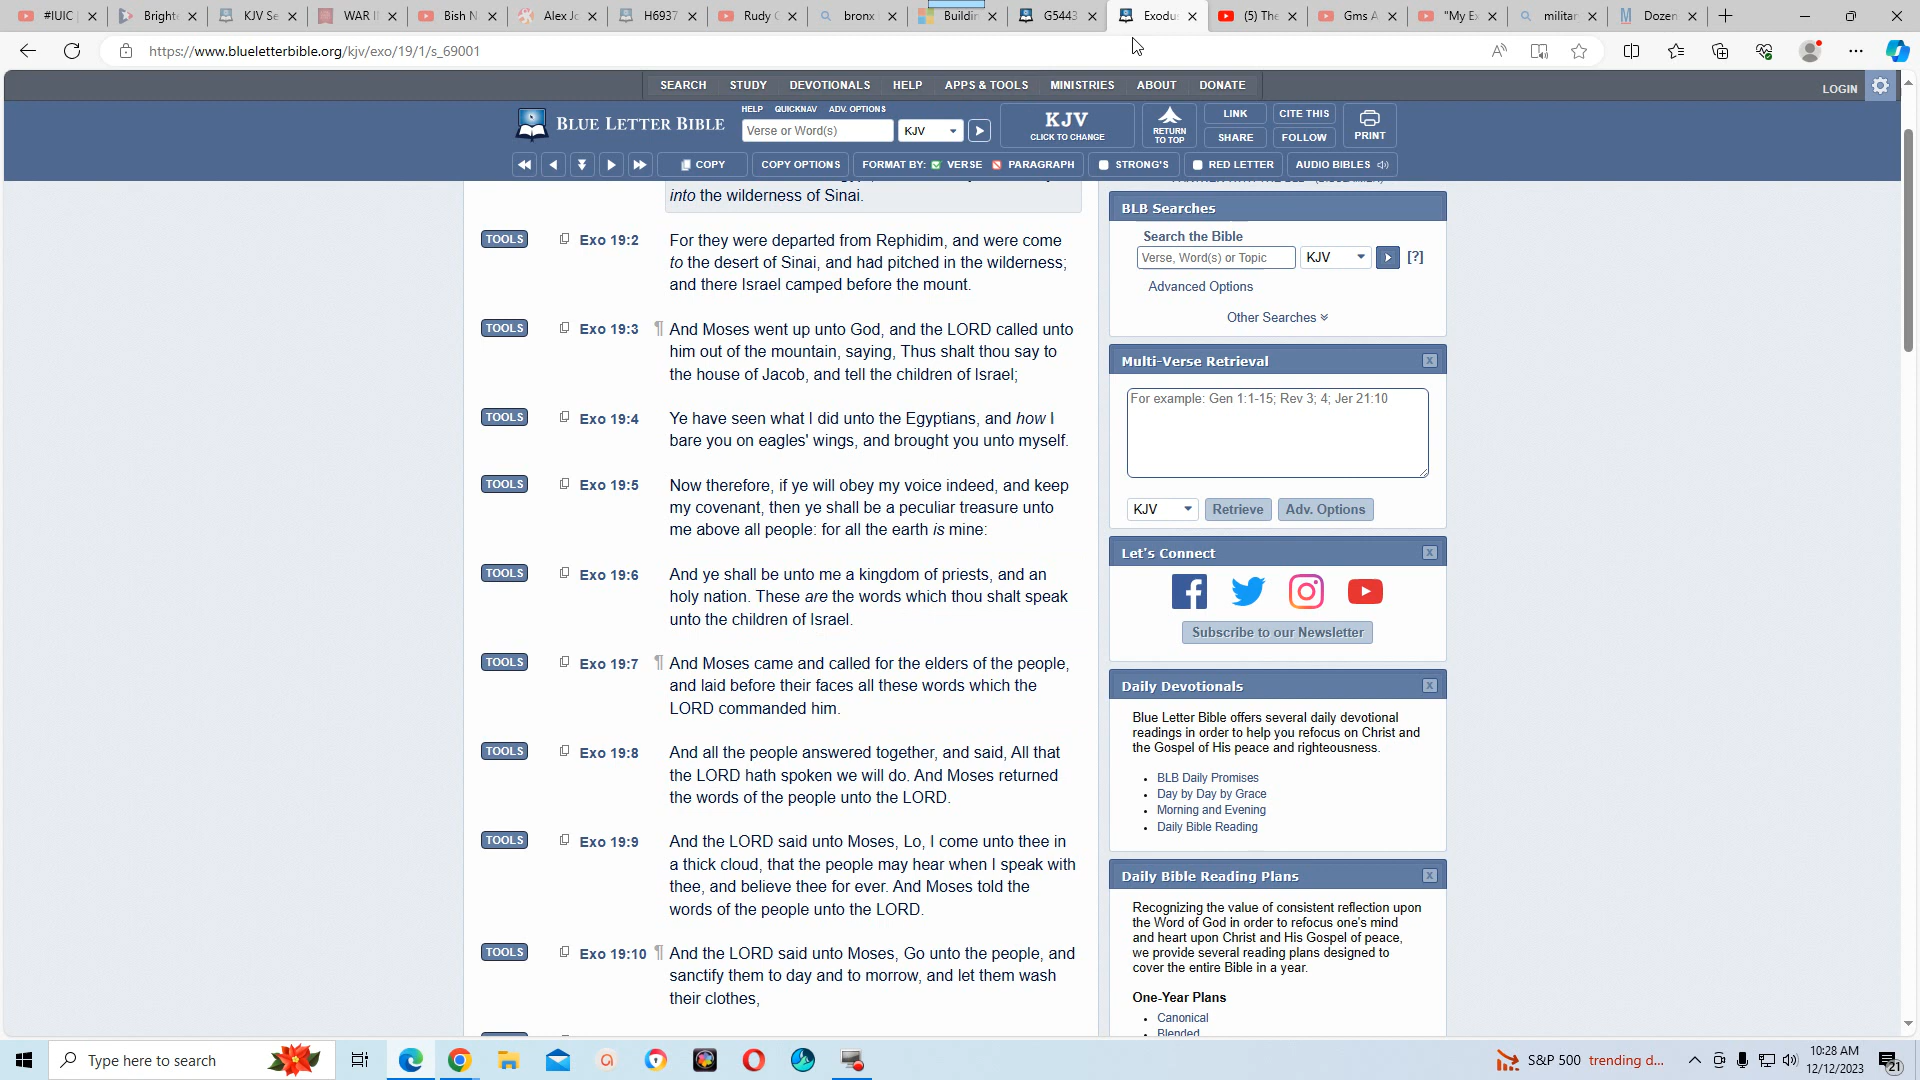 #IUIC
Bright
KJV Se
WAR I
Bish N
Alex Jo
H6937
Rudy G
bronx
Buildin
G5443
Exodu
(5) The
Gms A
"My Ex
militar
Dozen
https://www.blueletterbible.org/kjv/exo/19/1/s_69001
SEARCH STUDY DEVOTIONALS HELP APPS & TOOLS MINISTRIES ABOUT DONATE
LOGIN
BLUE LETTER BIBLE
HELP QUICKNAV ADV. OPTIONS
Verse or Word(s)
KJV
KJV
CLICK TO CHANGE
RETURN
TO TOP
LINK
CITE THIS
SHARE
FOLLOW
PRINT
COPY
COPY OPTIONS
FORMAT BY: VERSE PARAGRAPH
STRONG'S
RED LETTER
AUDIO BIBLES
into the wilderness of Sinai.
TOOLS Exo 19:2 For they were departed from Rephidim, and were come
to the desert of Sinai, and had pitched in the wilderness;
and there Israel camped before the mount.
TOOLS Exo 19:3 ¶ And Moses went up unto God, and the LORD called unto
him out of the mountain, saying, Thus shalt thou say to
the house of Jacob, and tell the children of Israel;
TOOLS Exo 19:4 Ye have seen what I did unto the Egyptians, and how I
bare you on eagles' wings, and brought you unto myself.
TOOLS Exo 19:5 Now therefore, if ye will obey my voice indeed, and keep
my covenant, then ye shall be a peculiar treasure unto
me above all people: for all the earth is mine:
TOOLS Exo 19:6 And ye shall be unto me a kingdom of priests, and an
holy nation. These are the words which thou shalt speak
unto the children of Israel.
TOOLS Exo 19:7 ¶ And Moses came and called for the elders of the people,
and laid before their faces all these words which the
LORD commanded him.
TOOLS Exo 19:8 And all the people answered together, and said, All that
the LORD hath spoken we will do. And Moses returned
the words of the people unto the LORD.
TOOLS Exo 19:9 And the LORD said unto Moses, Lo, I come unto thee in
a thick cloud, that the people may hear when I speak with
thee, and believe thee for ever. And Moses told the
words of the people unto the LORD.
TOOLS Exo 19:10 ¶ And the LORD said unto Moses, Go unto the people, and
sanctify them to day and to morrow, and let them wash
their clothes,
BLB Searches
Search the Bible
Verse, Word(s) or Topic
KJV
[?]
Advanced Options
Other Searches
Multi-Verse Retrieval
x
For example: Gen 1:1-15; Rev 3; 4; Jer 21:10
KJV
Retrieve
Adv. Options
Let's Connect
x
Subscribe to our Newsletter
Daily Devotionals
x
Blue Letter Bible offers several daily devotional
readings in order to help you refocus on Christ and
the Gospel of His peace and righteousness.
BLB Daily Promises
Day by Day by Grace
Morning and Evening
Daily Bible Reading
Daily Bible Reading Plans
x
Recognizing the value of consistent reflection upon
the Word of God in order to refocus one's mind
and heart upon Christ and His Gospel of peace,
we provide several reading plans designed to
cover the entire Bible in a year.
One-Year Plans
Canonical
Blended
Type here to search
S&P 500 trending d...
10:28 AM
12/12/2023
21